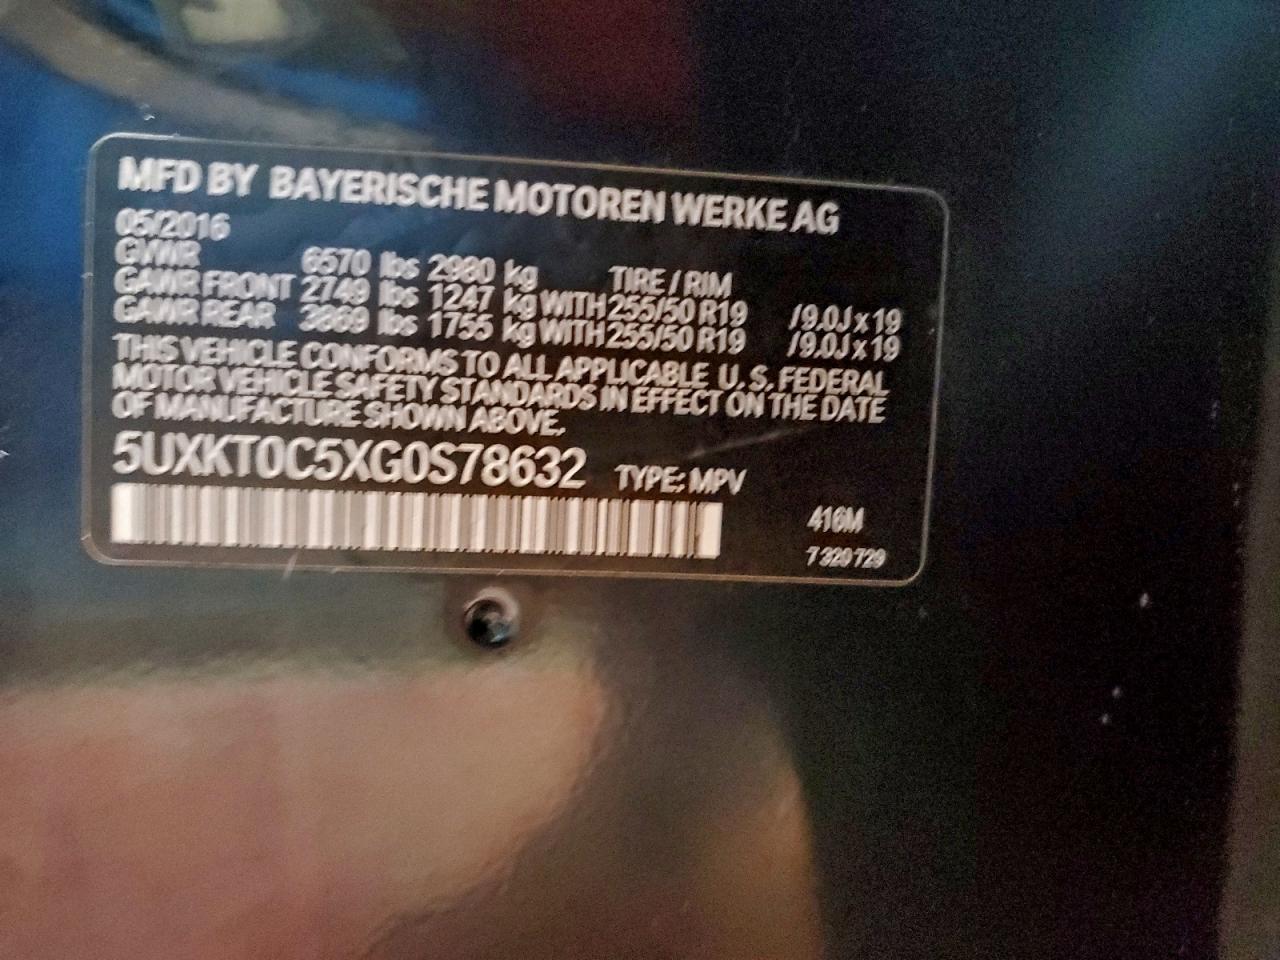 MFD BY BAYERISCHE MOTOREN WERKE AG
05/2016
GVWR 6570 lbs 2980 kg TIRE / RIM
GAWR FRONT 2749 lbs 1247 kg WITH 255/50 R19 /9.0J x 19
GAWR REAR 3869 lbs 1755 kg WITH 255/50 R19 /9.0J x 19
THIS VEHICLE CONFORMS TO ALL APPLICABLE U.S. FEDERAL
MOTOR VEHICLE SAFETY STANDARDS IN EFFECT ON THE DATE
OF MANUFACTURE SHOWN ABOVE.
5UXKT0C5XG0S78632 TYPE: MPV
416M
7 320 729